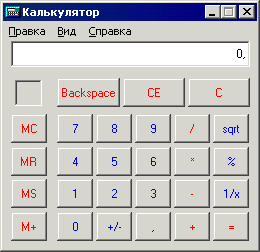 Калькулятор
Правка Вид Справка
0,
Backspace CE C
MC 7 8 9 / sqrt
MR 4 5 6 * %
MS 1 2 3 - 1/x
M+ 0 +/- , + =